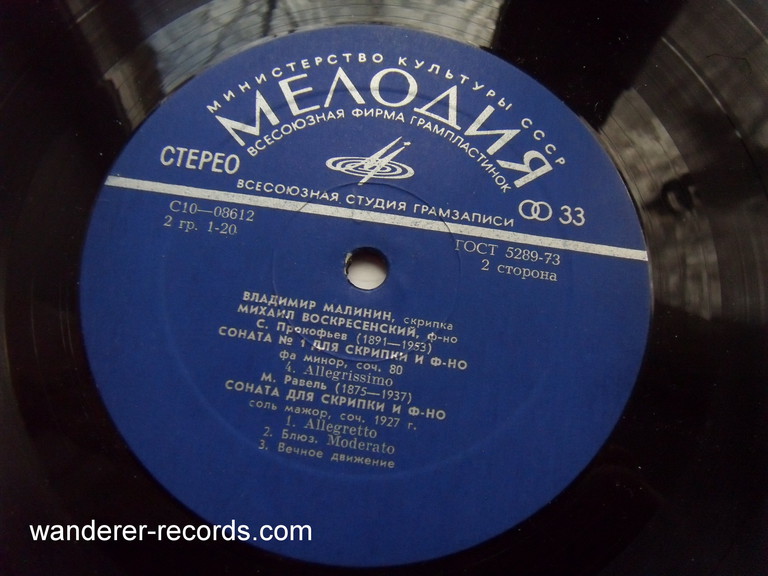 МИНИСТЕРСТВО КУЛЬТУРЫ СССР
МЕЛОДИЯ
ВСЕСОЮЗНАЯ ФИРМА ГРАМПЛАСТИНОК
СТЕРЕО
ВСЕСОЮЗНАЯ СТУДИЯ ГРАМЗАПИСИ
33
С10—08612
2 гр. 1-20
ГОСТ 5289-73
2 сторона
ВЛАДИМИР МАЛИНИН, скрипка
МИХАИЛ ВОСКРЕСЕНСКИЙ, ф-но
С. Прокофьев (1891—1953)
СОНАТА № 1 ДЛЯ СКРИПКИ И Ф-НО
фа минор, соч. 80
4. Allegrissimo
М. Равель (1875—1937)
СОНАТА ДЛЯ СКРИПКИ И Ф-НО
соль мажор, соч. 1927 г.
1. Allegretto
2. Блюз. Moderato
3. Вечное движение
wanderer-records.com